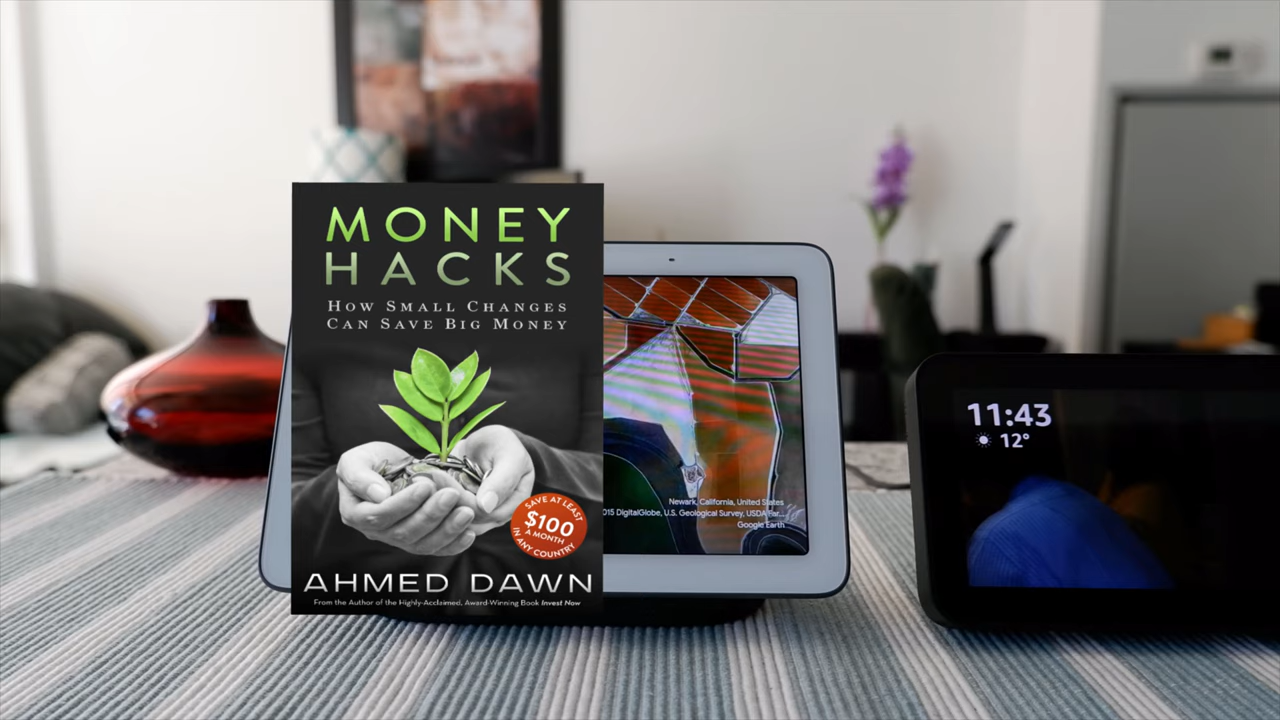 MONEY
HACKS
HOW SMALL CHANGES
CAN SAVE BIG MONEY
SAVE AT LEAST
$100
A MONTH
IN ANY COUNTRY
AHMED DAWN
From the Author of the Highly-Acclaimed, Award-Winning Book Invest Now
Newark, California, United States
015 DigitalGlobe, U.S. Geological Survey, USDA Far...
Google Earth
11:43
12°